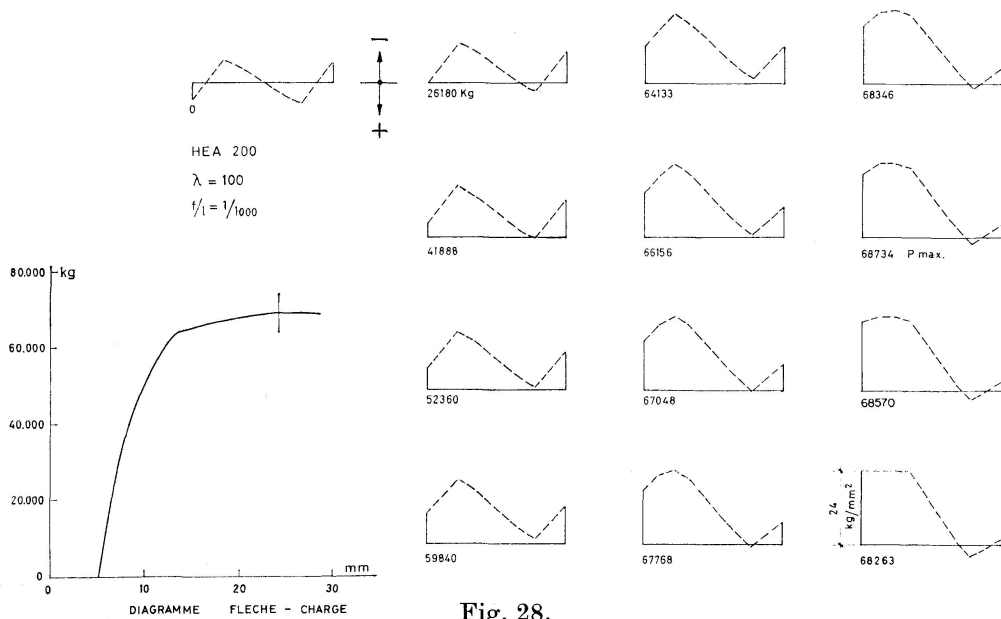 −
+
0
HEA 200
λ = 100
f/l = 1/1000
26180 Kg
64133
68346
41888
66156
68734 P max.
52360
67048
68570
59840
67768
24
kg/mm²
68263
80.000
kg
60.000
40.000
20.000
0
0
10
20
30
mm
DIAGRAMME FLECHE - CHARGE
Fig. 28.